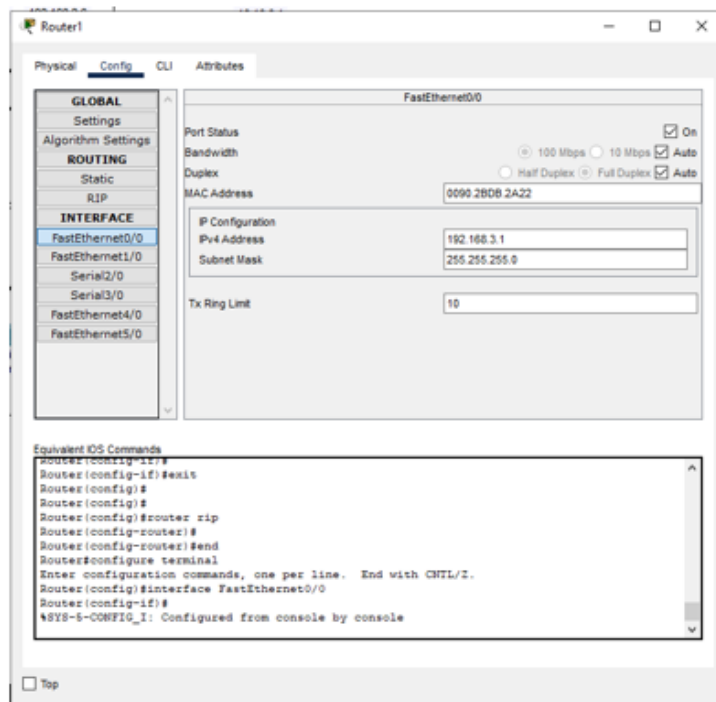 Router1
Physical Config CLI Attributes
GLOBAL
Settings
Algorithm Settings
ROUTING
Static
RIP
INTERFACE
FastEthernet0/0
FastEthernet1/0
Serial2/0
Serial3/0
FastEthernet4/0
FastEthernet5/0
FastEthernet0/0
Port Status On
Bandwidth 100 Mbps 10 Mbps Auto
Duplex Half Duplex Full Duplex Auto
MAC Address 0090.2BDB.2A22
IP Configuration
IPv4 Address 192.168.3.1
Subnet Mask 255.255.255.0
Tx Ring Limit 10
Equivalent IOS Commands
Router(config-if)#
Router(config-if)#exit
Router(config)#
Router(config)#
Router(config)#router rip
Router(config-router)#
Router(config-router)#end
Router#configure terminal
Enter configuration commands, one per line. End with CNTL/Z.
Router(config)#interface FastEthernet0/0
Router(config-if)#
%SYS-5-CONFIG_I: Configured from console by console
Top